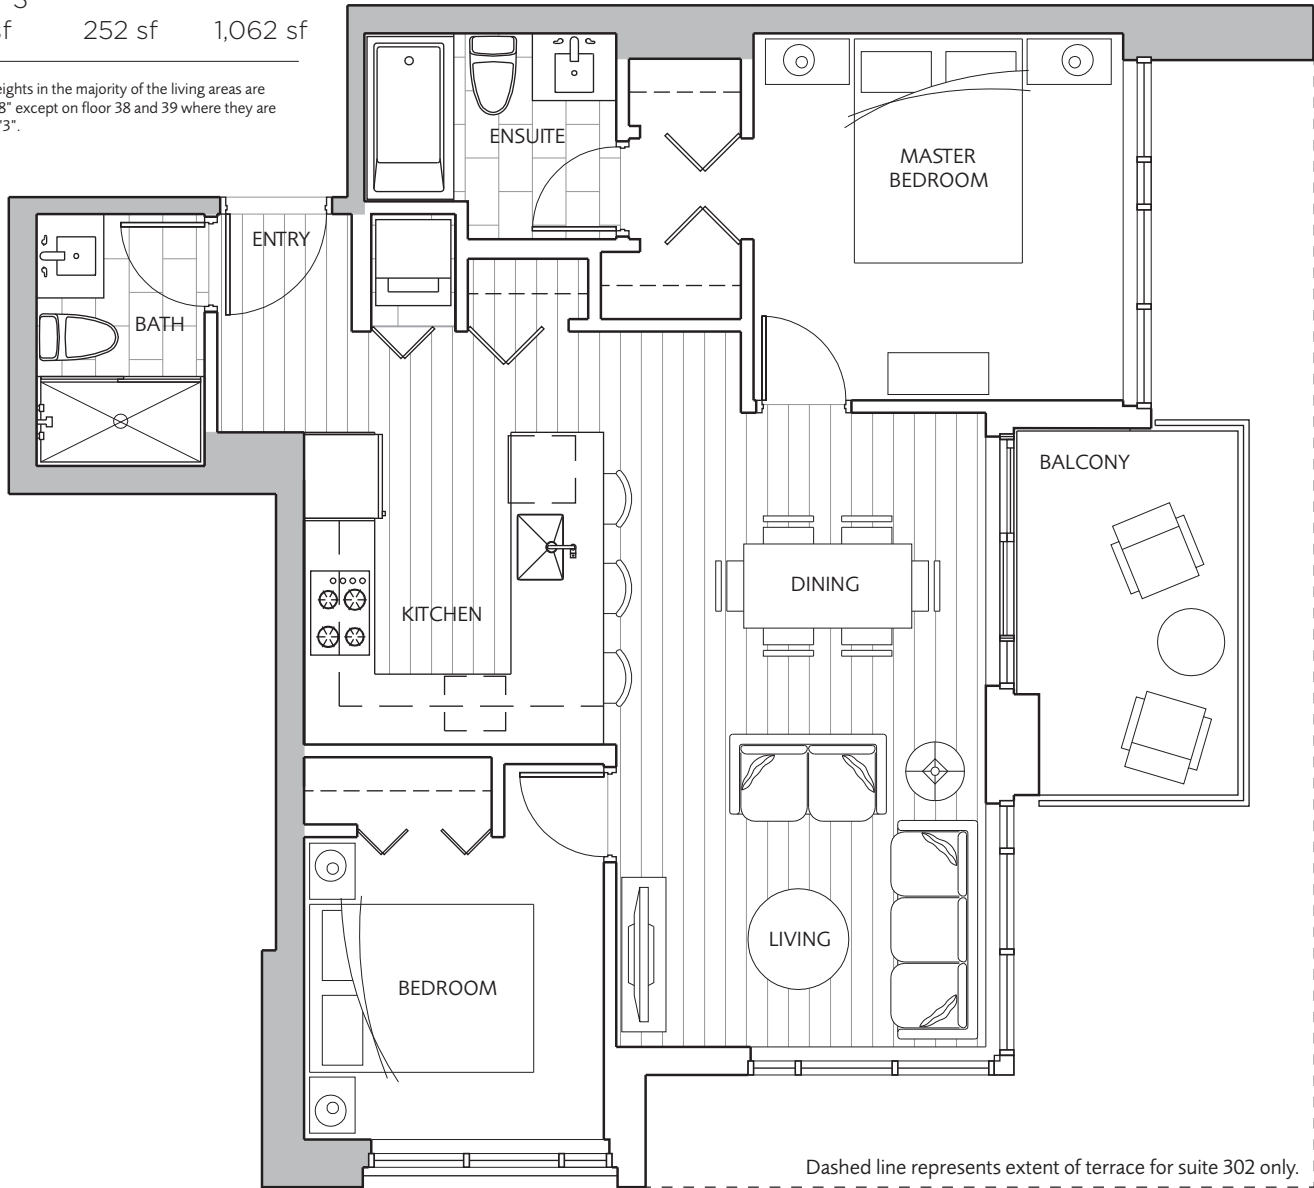 sf 252 sf 1,062 sf
eights in the majority of the living areas are
8" except on floor 38 and 39 where they are
'3".
ENSUITE
MASTER
BEDROOM
ENTRY
BATH
BALCONY
DINING
KITCHEN
LIVING
BEDROOM
Dashed line represents extent of terrace for suite 302 only.